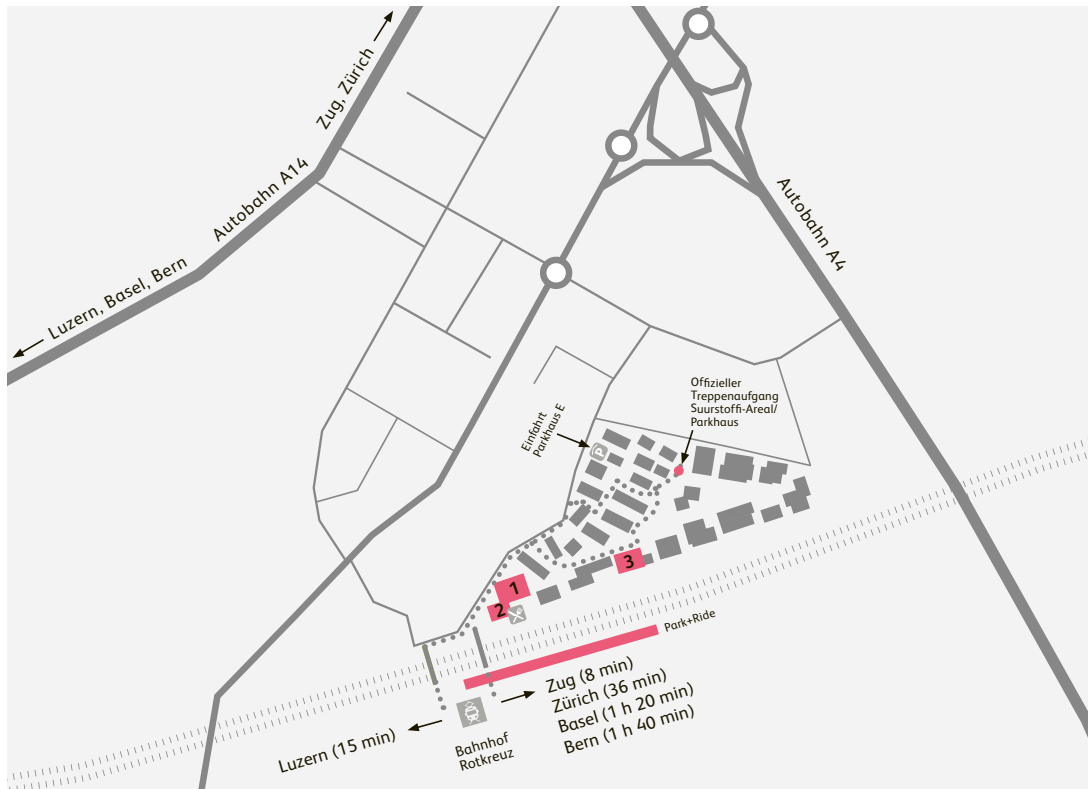 Zug, Zürich
Autobahn A14
Luzern, Basel, Bern
Autobahn A4
Offizieller
Treppenaufgang
Suurstoffi-Areal/
Parkhaus
Einfahrt
Parkhaus E
P
3
1
2
Park+Ride
Zug (8 min)
Zürich (36 min)
Basel (1 h 20 min)
Bern (1 h 40 min)
Luzern (15 min)
Bahnhof
Rotkreuz